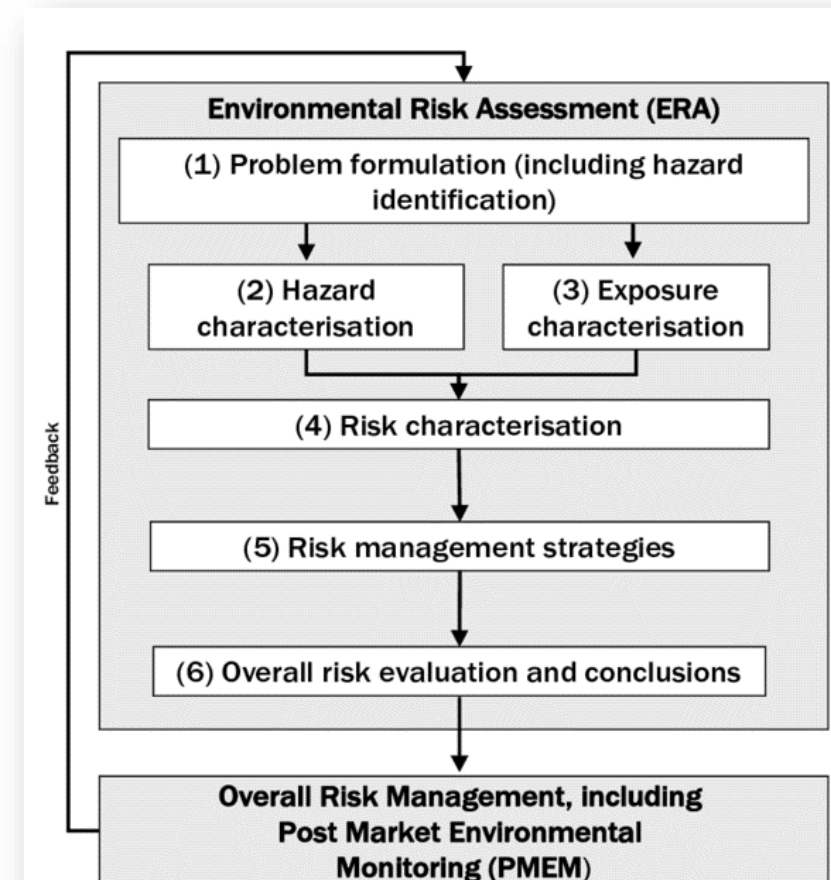 Environmental Risk Assessment (ERA)
(1) Problem formulation (including hazard
identification)
(2) Hazard
characterisation
(3) Exposure
characterisation
(4) Risk characterisation
(5) Risk management strategies
(6) Overall risk evaluation and conclusions
Feedback
Overall Risk Management, including
Post Market Environmental
Monitoring (PMEM)